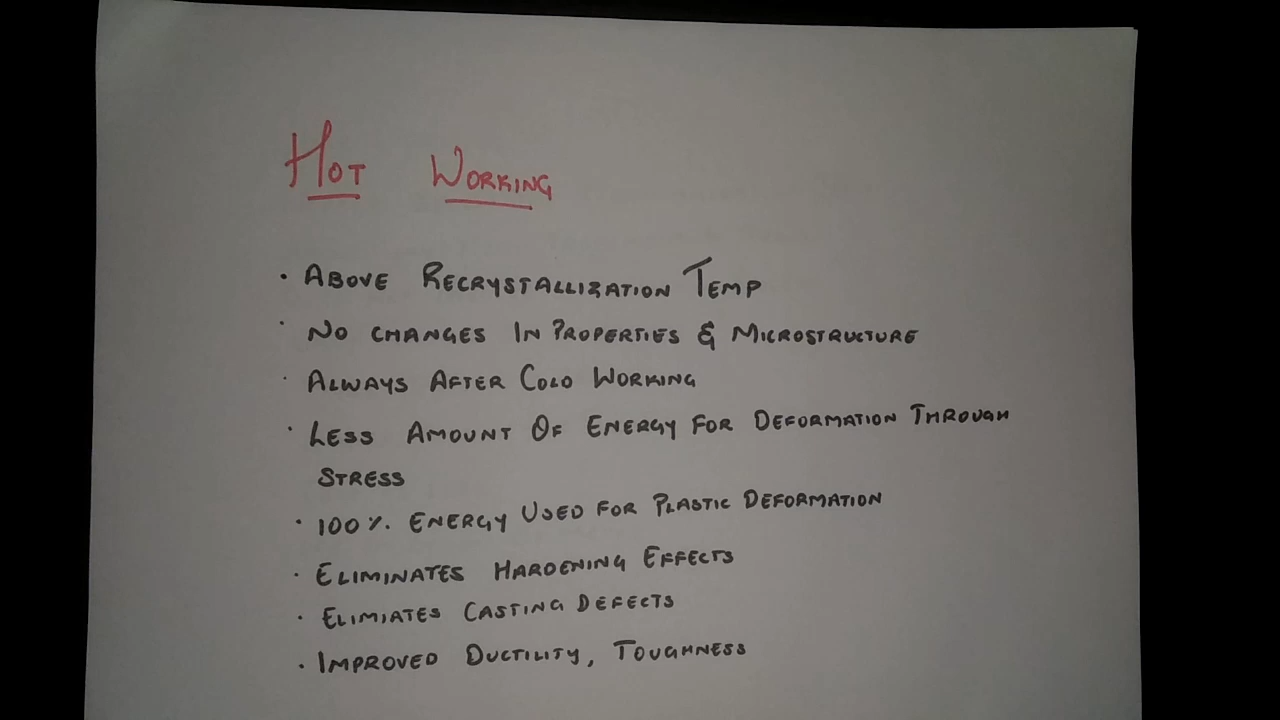 HOT WORKING
· ABOVE RECRYSTALLIZATION TEMP
· NO CHANGES IN PROPERTIES & MICROSTRUCTURE
· ALWAYS AFTER COLD WORKING
· LESS AMOUNT OF ENERGY FOR DEFORMATION THROUGH
STRESS
· 100%. ENERGY USED FOR PLASTIC DEFORMATION
· ELIMINATES HARDENING EFFECTS
· ELIMIATES CASTING DEFECTS
· IMPROVED DUCTILITY, TOUGHNESS